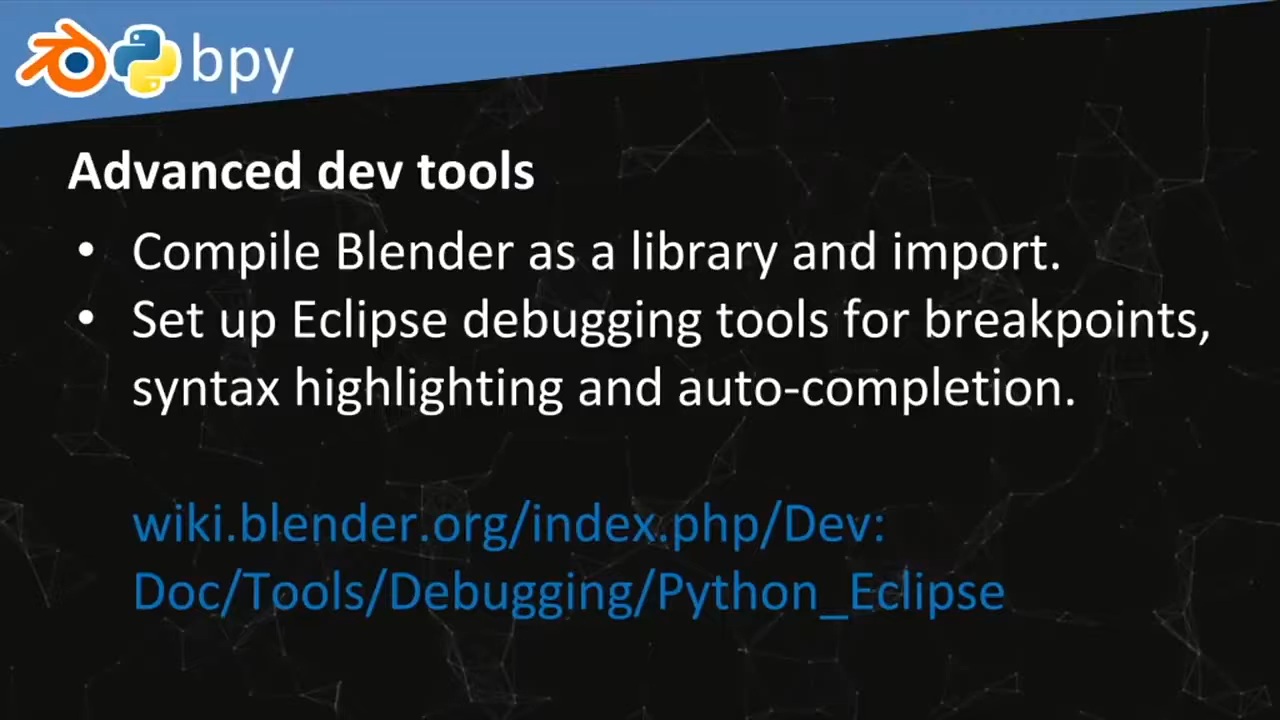 bpy
Advanced dev tools
• Compile Blender as a library and import.
• Set up Eclipse debugging tools for breakpoints,
syntax highlighting and auto-completion.
wiki.blender.org/index.php/Dev:
Doc/Tools/Debugging/Python_Eclipse